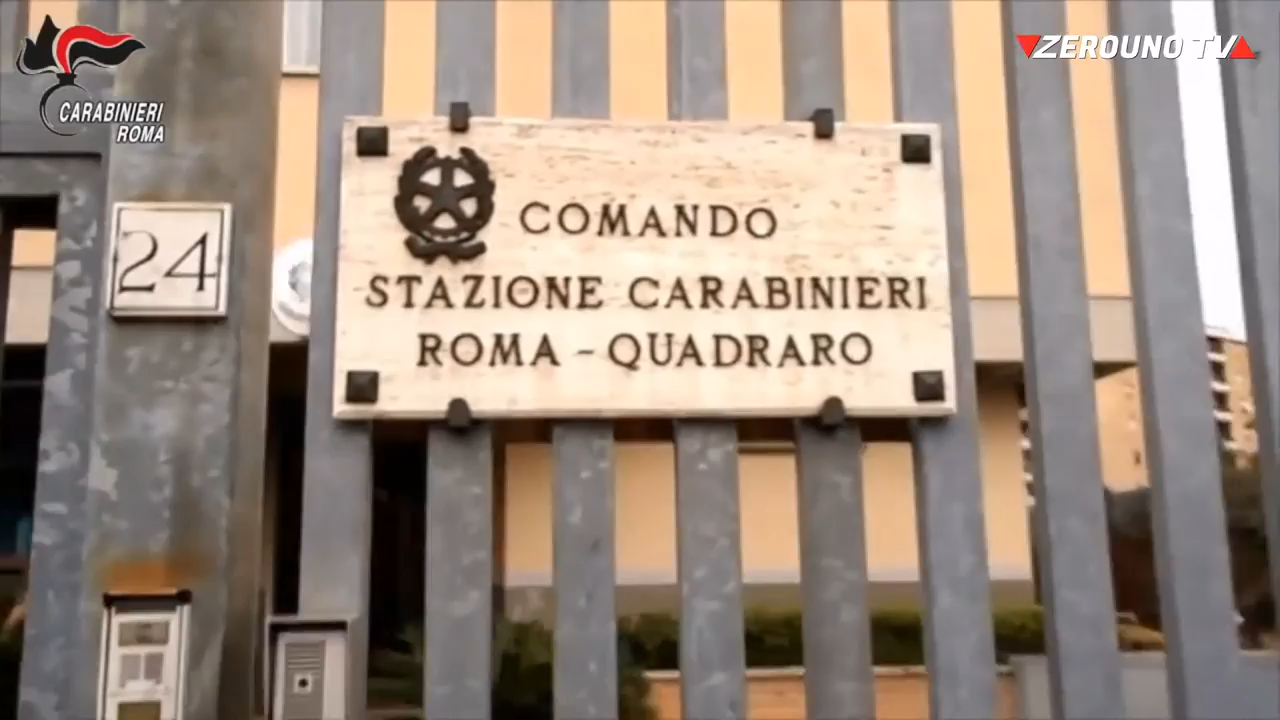 CARABINIERI
ROMA
ZEROUNO TV
24
COMANDO
STAZIONE CARABINIERI
ROMA - QUADRARO